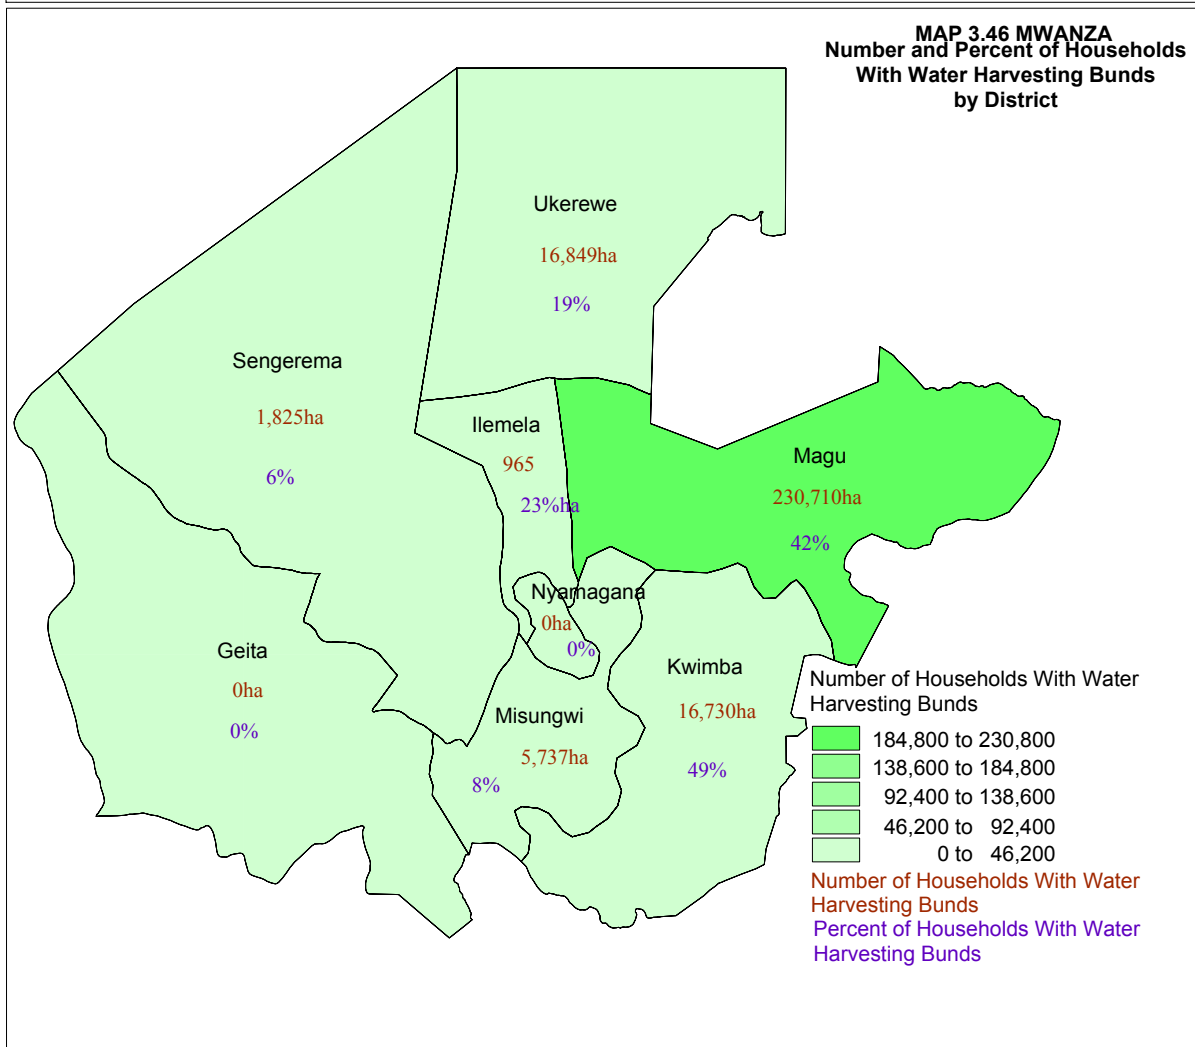 MAP 3.46 MWANZA
Number and Percent of Households
With Water Harvesting Bunds
by District
Ukerewe
16,849ha
19%
Sengerema
1,825ha
6%
Ilemela
965
23%ha
Magu
230,710ha
42%
Nyamagana
0ha
0%
Geita
0ha
0%
Kwimba
16,730ha
49%
Misungwi
5,737ha
8%
Number of Households With Water
Harvesting Bunds
184,800 to 230,800
138,600 to 184,800
92,400 to 138,600
46,200 to 92,400
0 to 46,200
Number of Households With Water
Harvesting Bunds
Percent of Households With Water
Harvesting Bunds